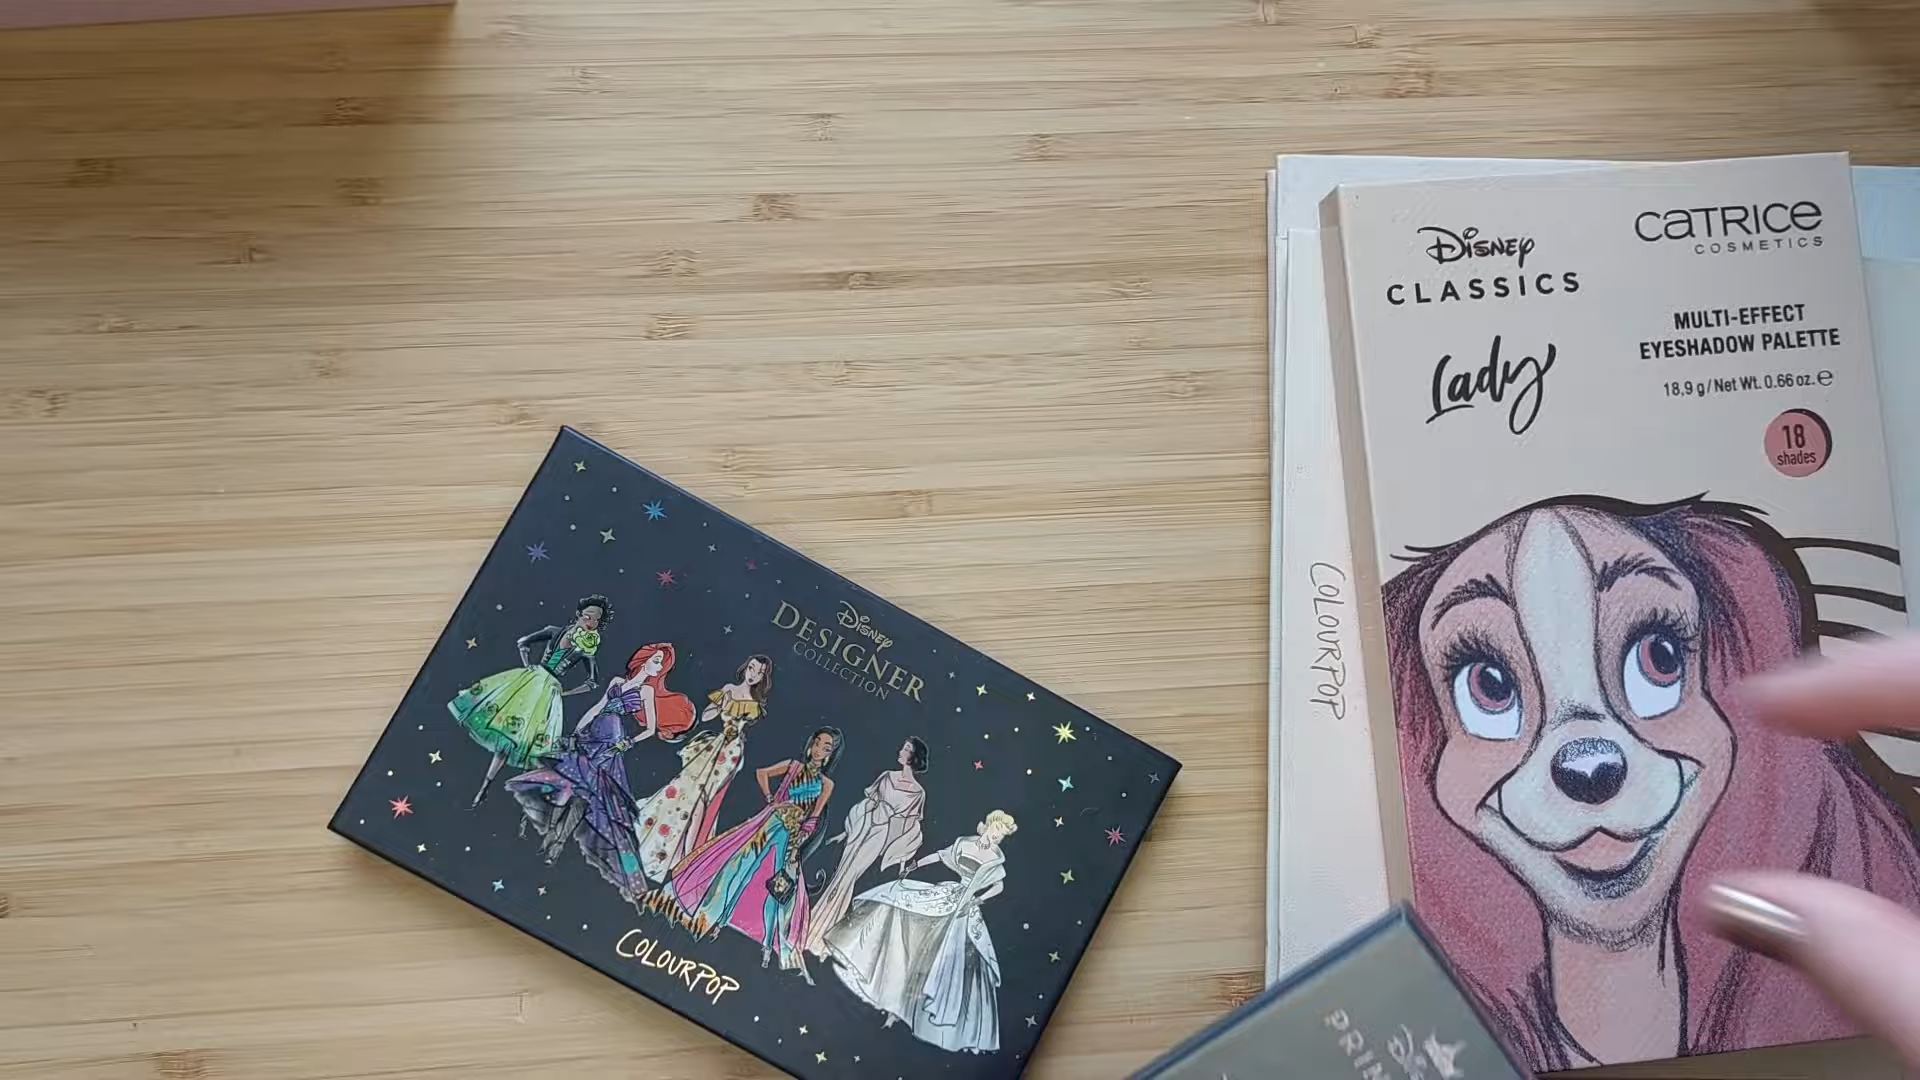 Disney
DESIGNER
COLLECTION
COLOURPOP
COLOURPOP
Disney
CLASSICS
Lady
CATRICE
COSMETICS
MULTI-EFFECT
EYESHADOW PALETTE
18,9 g/Net Wt. 0.66 oz. e
18
shades